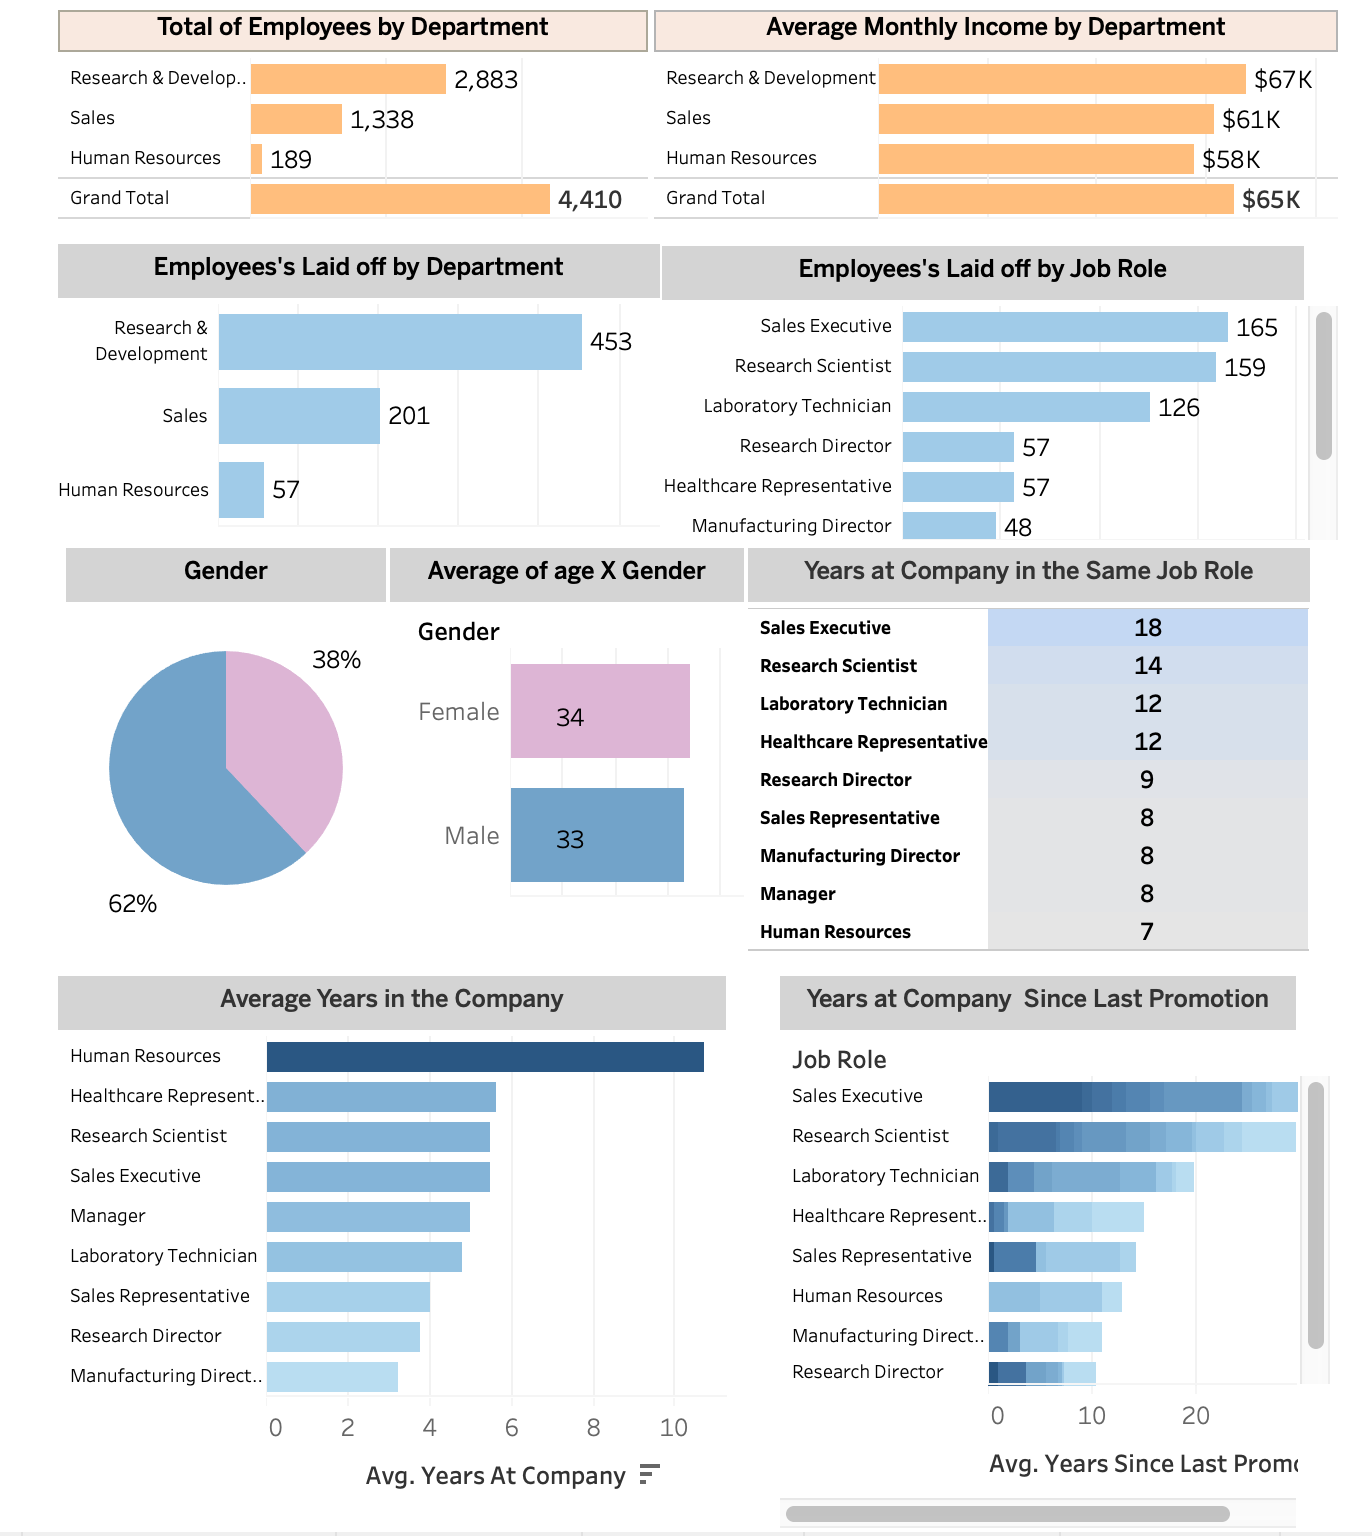 Total of Employees by Department
Research & Develop.. 2,883
Sales 1,338
Human Resources 189
Grand Total 4,410
Average Monthly Income by Department
Research & Development $67K
Sales $61K
Human Resources $58K
Grand Total $65K
Employees's Laid off by Department
Research &
Development 453
Sales 201
Human Resources 57
Employees's Laid off by Job Role
Sales Executive 165
Research Scientist 159
Laboratory Technician 126
Research Director 57
Healthcare Representative 57
Manufacturing Director 48
Gender
38%
62%
Average of age X Gender
Gender
Female 34
Male 33
Years at Company in the Same Job Role
Sales Executive 18
Research Scientist 14
Laboratory Technician 12
Healthcare Representative 12
Research Director 9
Sales Representative 8
Manufacturing Director 8
Manager 8
Human Resources 7
Average Years in the Company
Human Resources
Healthcare Represent..
Research Scientist
Sales Executive
Manager
Laboratory Technician
Sales Representative
Research Director
Manufacturing Direct..
0 2 4 6 8 10
Avg. Years At Company
Years at Company Since Last Promotion
Job Role
Sales Executive
Research Scientist
Laboratory Technician
Healthcare Represent..
Sales Representative
Human Resources
Manufacturing Direct..
Research Director
0 10 20
Avg. Years Since Last Promo